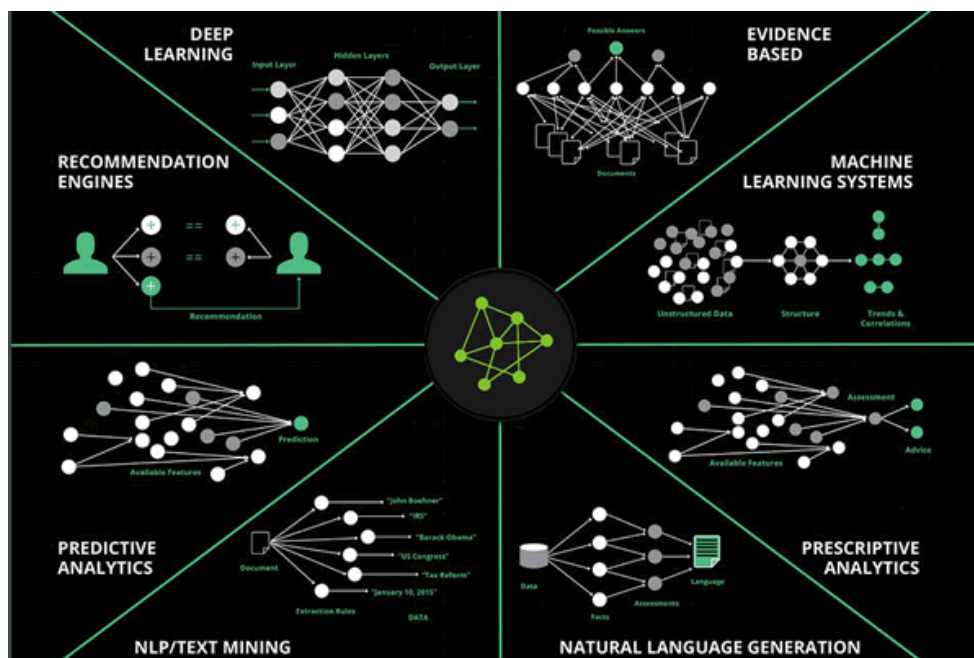 DEEP
LEARNING
Input Layer
Hidden Layers
Output Layer
Possible Answers
Documents
EVIDENCE
BASED
RECOMMENDATION
ENGINES
==
==
Recommendation
MACHINE
LEARNING SYSTEMS
Unstructured Data
Structure
Trends &
Correlations
Prediction
Available Features
PREDICTIVE
ANALYTICS
Assessment
Advice
Available Features
PRESCRIPTIVE
ANALYTICS
Document
"John Boehner"
"IRS"
"Barack Obama"
"US Congress"
"Tax Reform"
"January 10, 2015"
Extraction Rules
DATA
NLP/TEXT MINING
Data
Facts
Assessments
Language
NATURAL LANGUAGE GENERATION